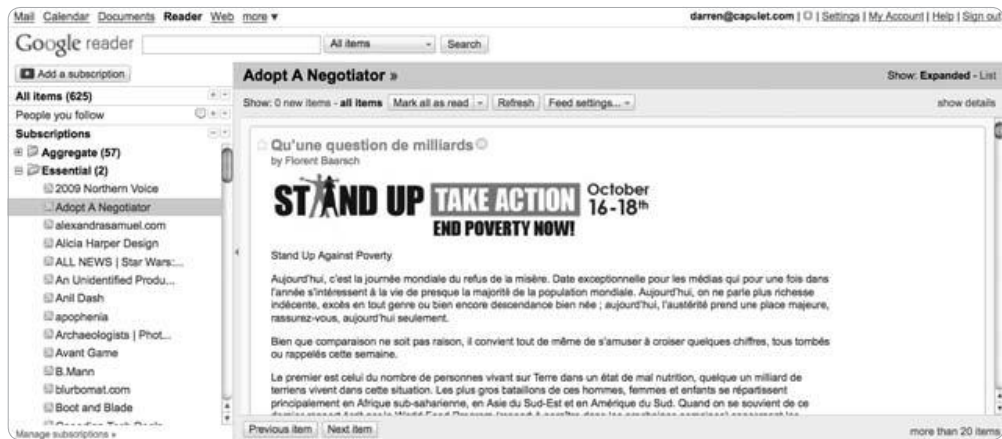 Mail Calendar Documents Reader Web more ▼
darren@capulet.com | | Settings | My Account | Help | Sign out
Google reader
All items
Search
Add a subscription
All items (625)
People you follow
Subscriptions
Aggregate (57)
Essential (2)
2009 Northern Voice
Adopt A Negotiator
alexandrasamuel.com
Alicia Harper Design
ALL NEWS | Star Wars:...
An Unidentified Produ...
Anil Dash
apophenia
Archaeologists | Phot...
Avant Game
B.Mann
blurbomat.com
Boot and Blade
Manage subscriptions »
Adopt A Negotiator »
Show: Expanded - List
Show: 0 new items - all items Mark all as read Refresh Feed settings...
show details
Qu'une question de milliards
by Florent Baarsch
STAND UP TAKE ACTION October
16-18th
END POVERTY NOW!
Stand Up Against Poverty
Aujourd'hui, c'est la journée mondiale du refus de la misère. Date exceptionnelle pour les médias qui pour une fois dans
l'année s'intéressent à la vie de presque la majorité de la population mondiale. Aujourd'hui, on ne parle plus richesse
indécente, excès en tout genre ou bien encore descendance bien née ; aujourd'hui, l'austérité prend une place majeure,
rassurez-vous, aujourd'hui seulement.
Bien que comparaison ne soit pas raison, il convient tout de même de s'amuser à croiser quelques chiffres, tous tombés
ou rappelés cette semaine.
Le premier est celui du nombre de personnes vivant sur Terre dans un état de mal nutrition, quelque un milliard de
terriens vivent dans cette situation. Les plus gros bataillons de ces hommes, femmes et enfants se répartissent
principalement en Afrique sub-saharienne, en Asie du Sud-Est et en Amérique du Sud. Quand on se souvient de ce
Previous item Next item
more than 20 items